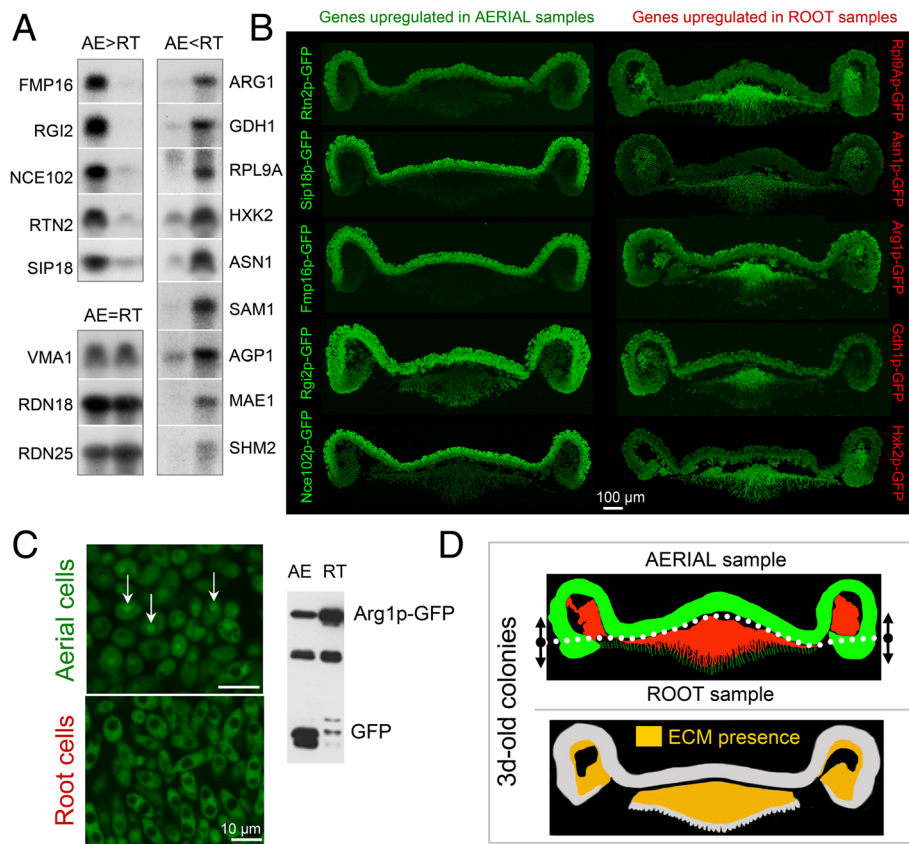 A
AE>RT
FMP16
RGI2
NCE102
RTN2
SIP18
AE=RT
VMA1
RDN18
RDN25
AE<RT
ARG1
GDH1
RPL9A
HXK2
ASN1
SAM1
AGP1
MAE1
SHM2
B
Genes upregulated in AERIAL samples
Genes upregulated in ROOT samples
Rtn2p-GFP
Sip18p-GFP
Fmp16p-GFP
Rgi2p-GFP
Nce102p-GFP
Rpl9Ap-GFP
Asn1p-GFP
Arg1p-GFP
Gdh1p-GFP
Hxk2p-GFP
100 µm
C
Aerial cells
Root cells
10 µm
AE RT
Arg1p-GFP
GFP
D
3d-old colonies
AERIAL sample
ROOT sample
ECM presence